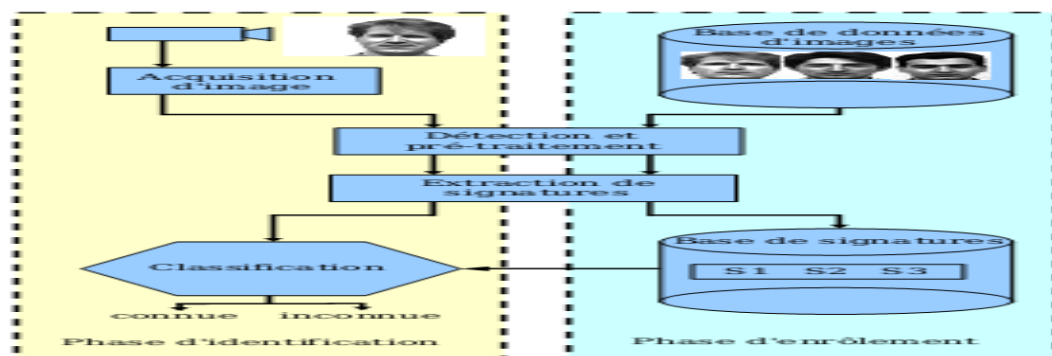 Acquisition
d'image
Base de données
d'images
Détection et
pré-traitement
Extraction de
signatures
Classification
connue inconnue
Phase d'identification
Base de signatures
S1 S2 S3
Phase d'enrôlement